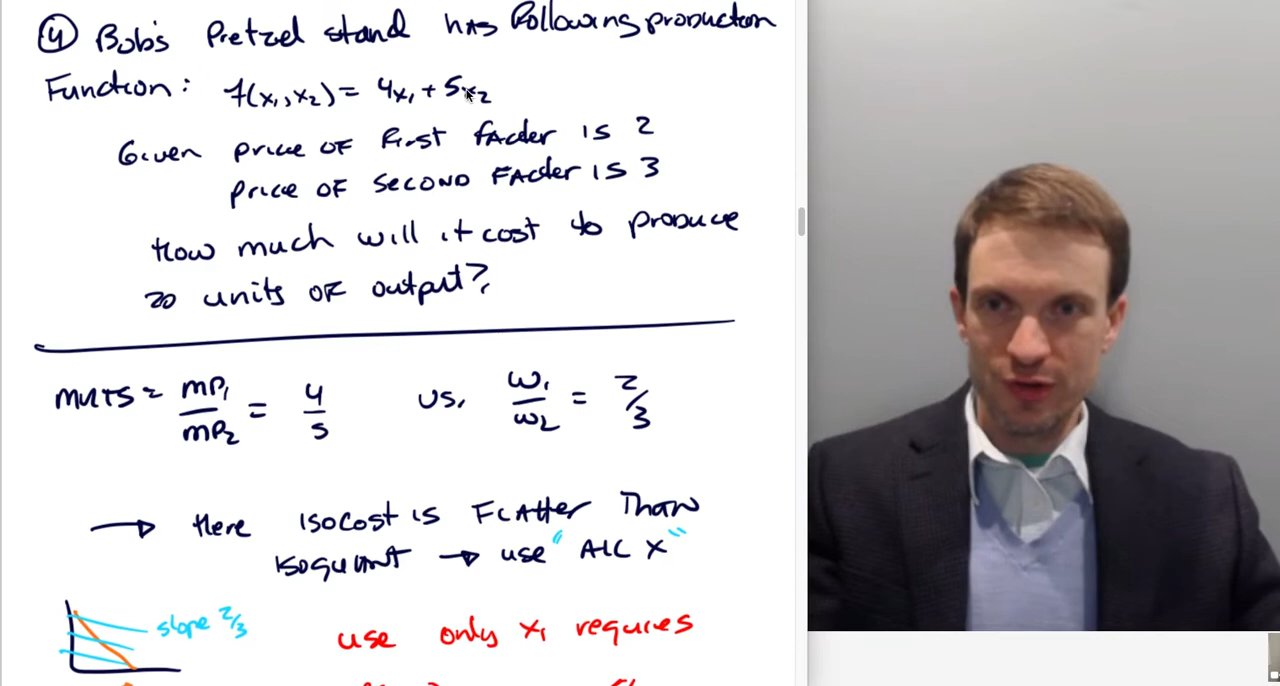 ④ Bob's Pretzel stand has following production
Function: f(x₁,x₂) = 4x₁ + 5x₂
Given price of first factor is 2
price of second factor is 3
How much will it cost to produce
20 units of output?
MRTS = MP₁/MP₂ = 4/5 vs. w₁/w₂ = 2/3
→ Here isocost is flatter than
isoquant → use "all x"
slope 2/3
use only x₁ requires